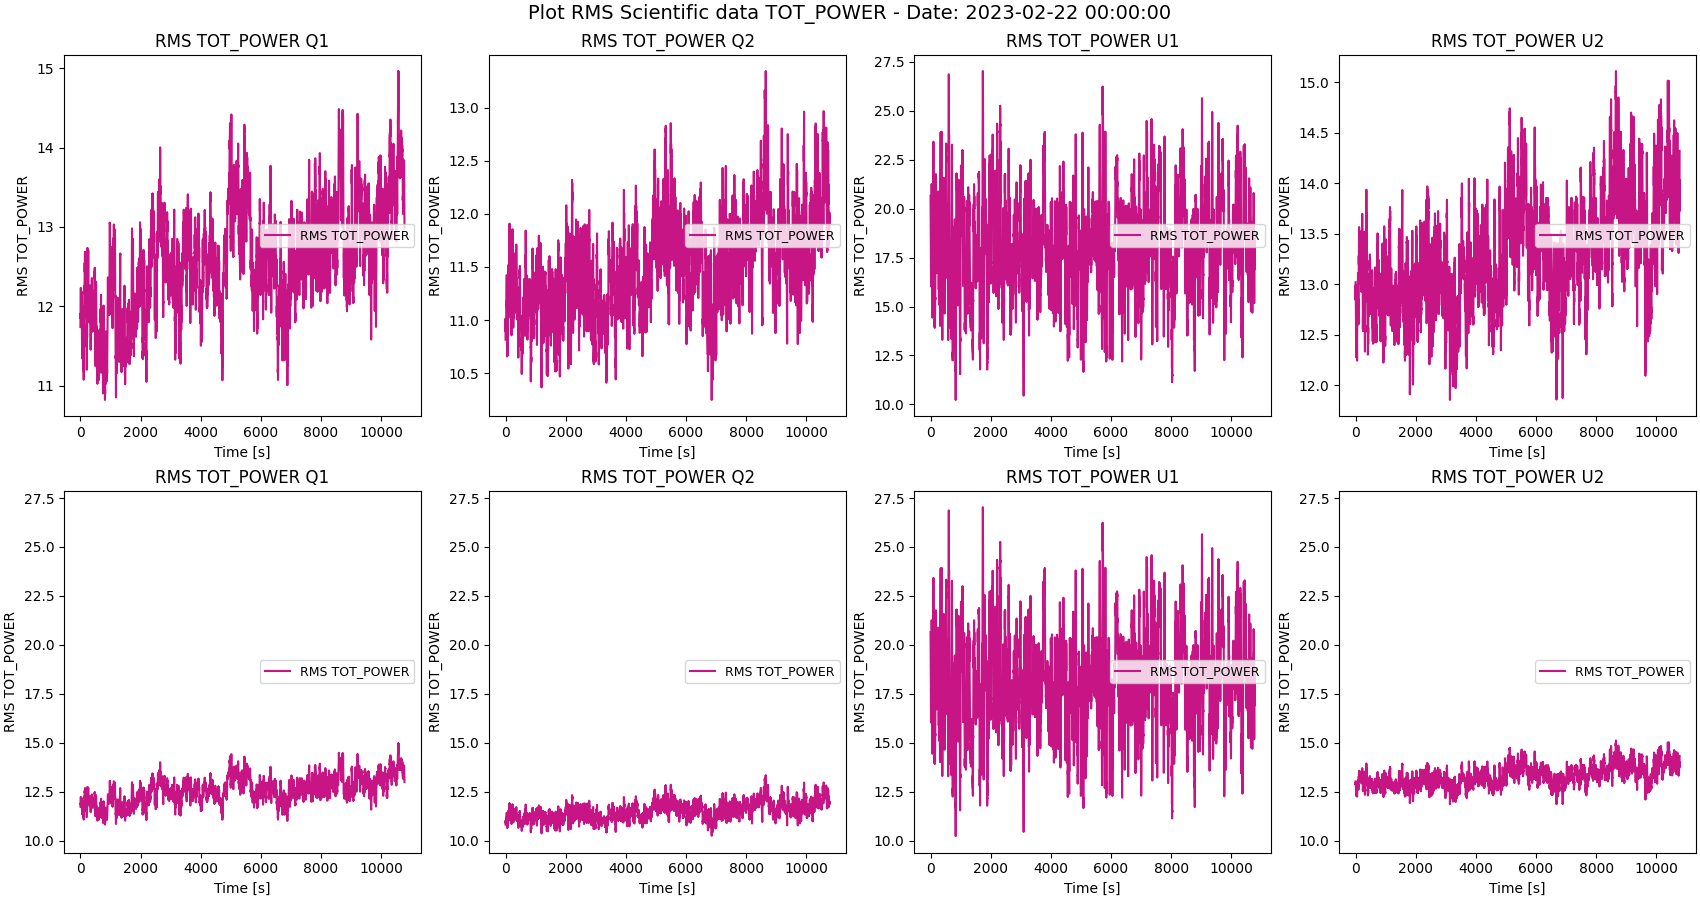 Plot RMS Scientific data TOT_POWER - Date: 2023-02-22 00:00:00
RMS TOT_POWER Q1
RMS TOT_POWER
15
14
13
12
11
RMS TOT_POWER
0 2000 4000 6000 8000 10000
Time [s]
RMS TOT_POWER Q2
RMS TOT_POWER
13.0
12.5
12.0
11.5
11.0
10.5
RMS TOT_POWER
0 2000 4000 6000 8000 10000
Time [s]
RMS TOT_POWER U1
RMS TOT_POWER
27.5
25.0
22.5
20.0
17.5
15.0
12.5
10.0
RMS TOT_POWER
0 2000 4000 6000 8000 10000
Time [s]
RMS TOT_POWER U2
RMS TOT_POWER
15.0
14.5
14.0
13.5
13.0
12.5
12.0
RMS TOT_POWER
0 2000 4000 6000 8000 10000
Time [s]
RMS TOT_POWER Q1
RMS TOT_POWER
27.5
25.0
22.5
20.0
17.5
15.0
12.5
10.0
RMS TOT_POWER
0 2000 4000 6000 8000 10000
Time [s]
RMS TOT_POWER Q2
RMS TOT_POWER
27.5
25.0
22.5
20.0
17.5
15.0
12.5
10.0
RMS TOT_POWER
0 2000 4000 6000 8000 10000
Time [s]
RMS TOT_POWER U1
RMS TOT_POWER
27.5
25.0
22.5
20.0
17.5
15.0
12.5
10.0
RMS TOT_POWER
0 2000 4000 6000 8000 10000
Time [s]
RMS TOT_POWER U2
RMS TOT_POWER
27.5
25.0
22.5
20.0
17.5
15.0
12.5
10.0
RMS TOT_POWER
0 2000 4000 6000 8000 10000
Time [s]